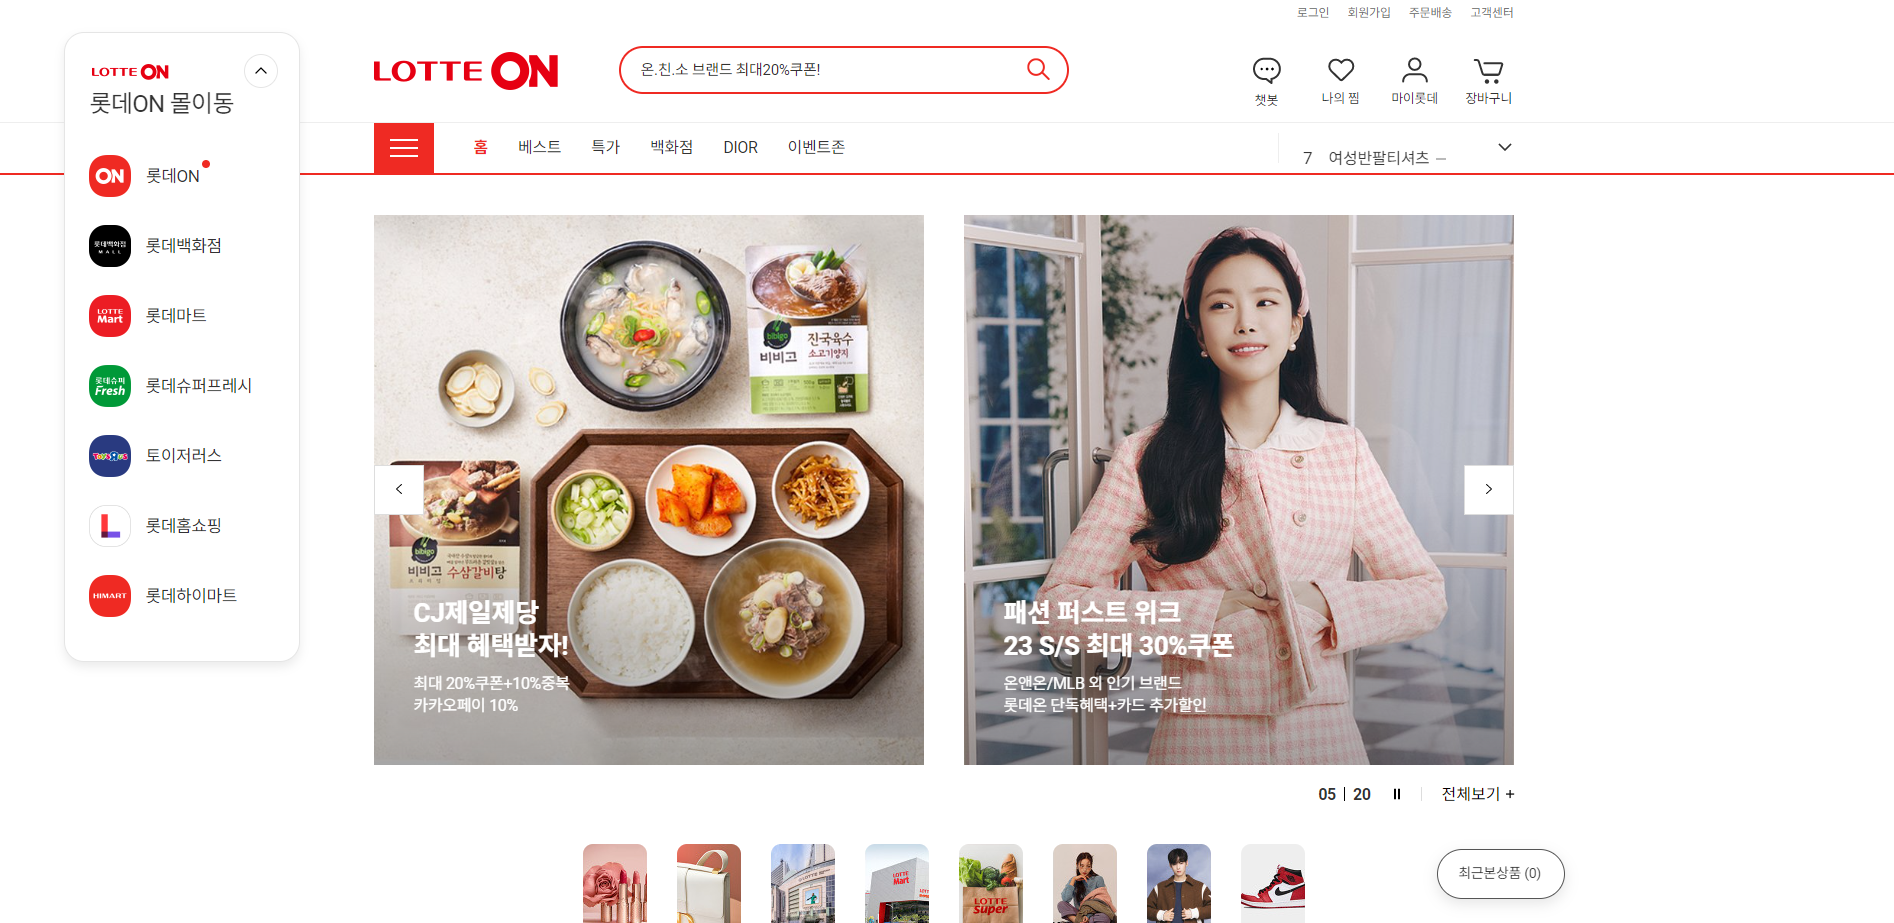 로그인 회원가입 주문배송 고객센터
LOTTE ON
롯데ON 몰이동
ON 롯데ON
롯데백화점 MALL 롯데백화점
LOTTE Mart 롯데마트
롯데슈퍼 Fresh 롯데슈퍼프레시
토이저러스
롯데홈쇼핑
HIMART 롯데하이마트
LOTTE ON
온.친.소 브랜드 최대20%쿠폰!
챗봇 나의 찜 마이롯데 장바구니
홈 베스트 특가 백화점 DIOR 이벤트존
7 여성반팔티셔츠 –
bibigo
비비고
진국육수
소고기양지
bibigo
비비고
수삼갈비탕
CJ제일제당
최대 혜택받자!
최대 20%쿠폰+10%중복
카카오페이 10%
패션 퍼스트 위크
23 S/S 최대 30%쿠폰
온앤온/MLB 외 인기 브랜드
롯데온 단독혜택+카드 추가할인
05 | 20 전체보기 +
LOTTE
Mart
LOTTE
super
최근본상품 (0)